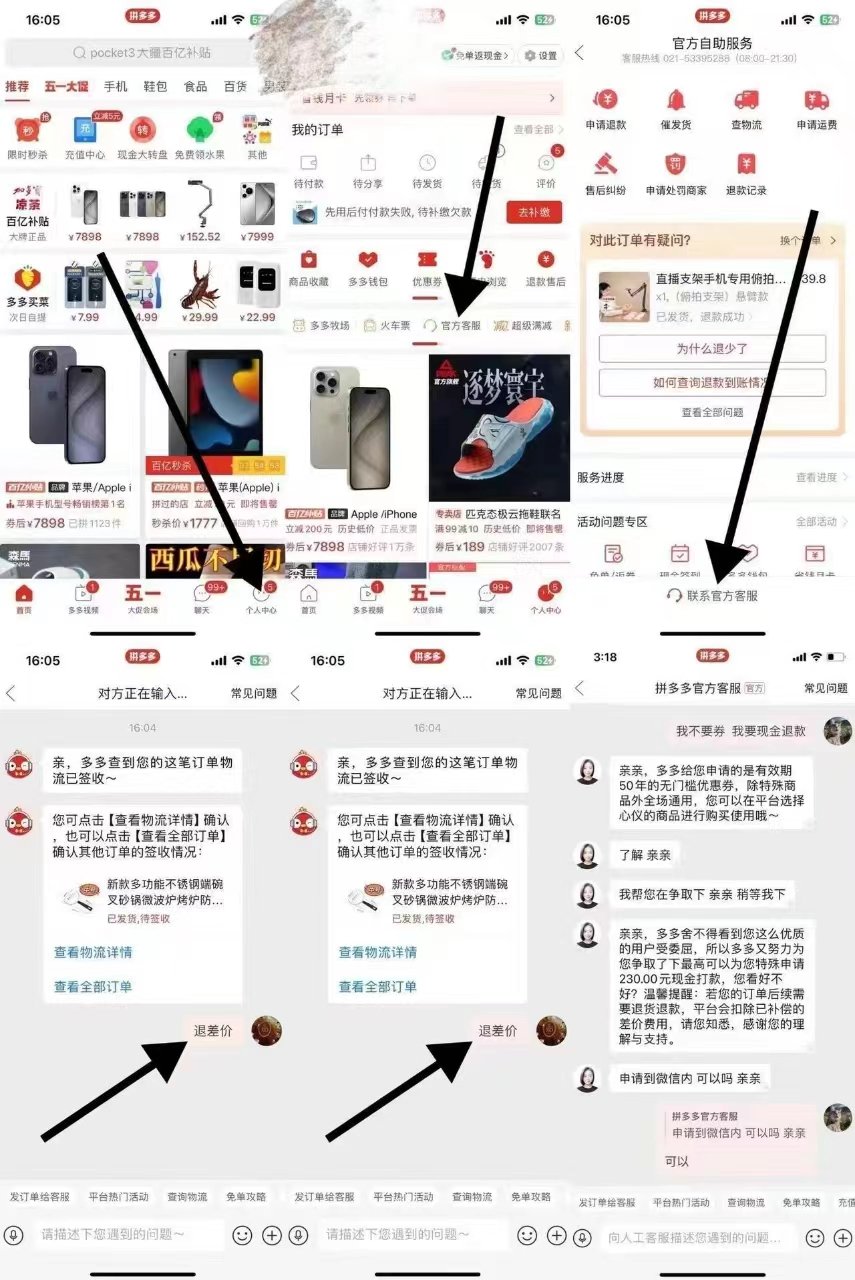 16:05
拼多多
52
pocket3大疆百亿补贴
推荐
五一大促
手机
鞋包
食品
百货
抢
立减5元
领
秒
充
转
限时秒杀
充值中心
现金大转盘
免费领水果
其他
加多宝
凉茶
百亿补贴
大牌正品
¥7898
¥7898
¥152.52
¥7999
多多买菜
次日自提
¥7.99
4.99
¥29.99
¥22.99
百亿秒杀
百亿补贴 品牌 苹果/Apple i
苹果手机型号畅销榜第1名
券后¥7898 已拼1123件
苹果(Apple) i
拼过的店
即将售罄
秒杀价¥1777
森馬
SENMA
西瓜不
切
1
99+
5
首页
多多视频
五一
大促会场
聊天
个人中心
52
免单返现金>
设置
省钱月卡
我的订单
查看全部
5
待付款
待分享
待发货
评价
先用后付付款失败, 待补缴欠款
去补缴
商品收藏
多多钱包
优惠券
浏览
退款售后
多多牧场
火车票
官方客服
超级满减
PEAK
官方旗舰
逐梦寰宇
百亿补贴 品牌 Apple /iPhone
立减200元 历史低价 正品发票
券后¥7898 店铺好评1万条
专卖店 匹克态极云拖鞋联名
满99减10 历史低价 即将售罄
券后¥189 店铺好评2007条
森馬
官方旗舰
1
99+
5
首页
多多视频
五一
大促会场
聊天
个人中心
16:05
拼多多
52
官方自助服务
客服热线 021-53395288 (08:00-21:30)
申请退款
催发货
查物流
申请运费
罚
售后纠纷
申请处罚商家
退款记录
对此订单有疑问?
换个
单
直播支架手机专用俯拍...
39.8
x1, (俯拍支架) 悬臂款
已发货, 退款成功
为什么退少了
如何查询退款到账情况
查看全部问题
服务进度
查看进度
活动问题专区
全部活动
联系官方客服
16:05
拼多多
52
对方正在输入...
常见问题
16:04
亲，多多查到您的这笔订单物
流已签收～
您可点击【查看物流详情】确认
，也可以点击【查看全部订单】
确认其他订单的签收情况：
新款多功能不锈钢端碗
叉砂锅微波炉烤炉防...
已发货,待签收
查看物流详情
查看全部订单
退差价
发订单给客服
平台热门活动
查询物流
免单攻略
请描述下您遇到的问题～
16:05
拼多多
52
对方正在输入...
常见问题
16:04
亲，多多查到您的这笔订单物
流已签收～
您可点击【查看物流详情】确认
，也可以点击【查看全部订单】
确认其他订单的签收情况：
新款多功能不锈钢端碗
叉砂锅微波炉烤炉防...
已发货,待签收
查看物流详情
查看全部订单
退差价
发订单给客服
平台热门活动
查询物流
免单攻略
请描述下您遇到的问题～
3:18
拼多多
拼多多官方客服 官方
常见问题
我不要券 我要现金退款
亲亲，多多给您申请的是有效期
50年的无门槛优惠券，除特殊商
品外全场通用，您可以在平台选择
心仪的商品进行购买使用哦～
了解 亲亲
我帮您在争取下 亲亲 稍等我下
亲亲，多多舍不得看到您这么优质
的用户受委屈，所以多多又努力为
您争取了下最高可以为您特殊申请
230.00元现金打款，您看好不
好？温馨提醒：若您的订单后续需
要退货退款，平台会扣除已补偿的
差价费用，请您知悉，感谢您的理
解与支持。
申请到微信内 可以吗 亲亲
拼多多官方客服
申请到微信内 可以吗 亲亲
可以
发订单给客服
平台热门活动
查询物流
免单攻略
充值
向人工客服描述您遇到的问题...